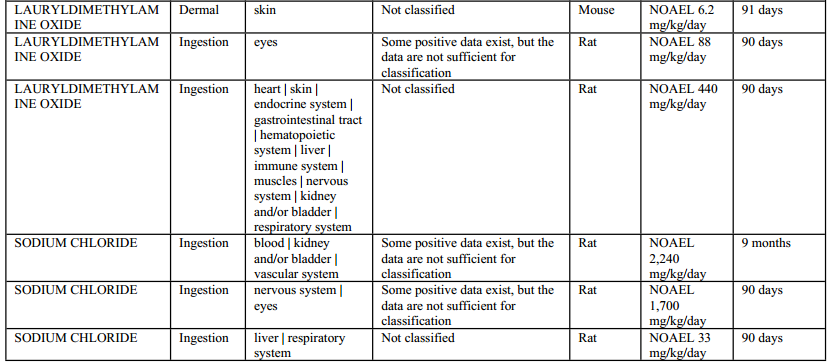 LAURYLDIMETHYLAM Dermal skin Not classified Mouse NOAEL 6.2 91 days
INE OXIDE mg/kg/day
LAURYLDIMETHYLAM Ingestion eyes Some positive data exist, but the Rat NOAEL 88 90 days
INE OXIDE data are not sufficient for mg/kg/day
classification
LAURYLDIMETHYLAM Ingestion heart | skin | Not classified Rat NOAEL 440 90 days
INE OXIDE endocrine system | mg/kg/day
gastrointestinal tract
| hematopoietic
system | liver |
immune system |
muscles | nervous
system | kidney
and/or bladder |
respiratory system
SODIUM CHLORIDE Ingestion blood | kidney Some positive data exist, but the Rat NOAEL 9 months
and/or bladder | data are not sufficient for 2,240
vascular system classification mg/kg/day
SODIUM CHLORIDE Ingestion nervous system | Some positive data exist, but the Rat NOAEL 90 days
eyes data are not sufficient for 1,700
classification mg/kg/day
SODIUM CHLORIDE Ingestion liver | respiratory Not classified Rat NOAEL 33 90 days
system mg/kg/day